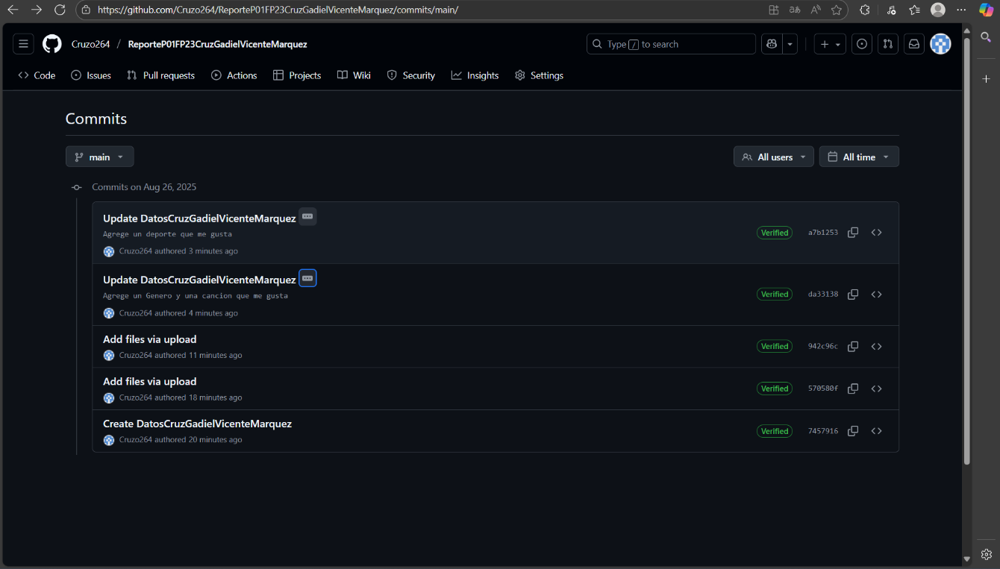 https://github.com/Cruzo264/ReporteP01FP23CruzGadielVicenteMarquez/commits/main/
Cruzo264 / ReporteP01FP23CruzGadielVicenteMarquez
Type / to search
Code Issues Pull requests Actions Projects Wiki Security Insights Settings
Commits
main All users All time
Commits on Aug 26, 2025
Update DatosCruzGadielVicenteMarquez
Agrege un deporte que me gusta
Verified a7b1253
Cruzo264 authored 3 minutes ago
Update DatosCruzGadielVicenteMarquez
Agrege un Genero y una cancion que me gusta
Verified da33138
Cruzo264 authored 4 minutes ago
Add files via upload
Verified 942c96c
Cruzo264 authored 11 minutes ago
Add files via upload
Verified 570580f
Cruzo264 authored 18 minutes ago
Create DatosCruzGadielVicenteMarquez
Verified 7457916
Cruzo264 authored 20 minutes ago